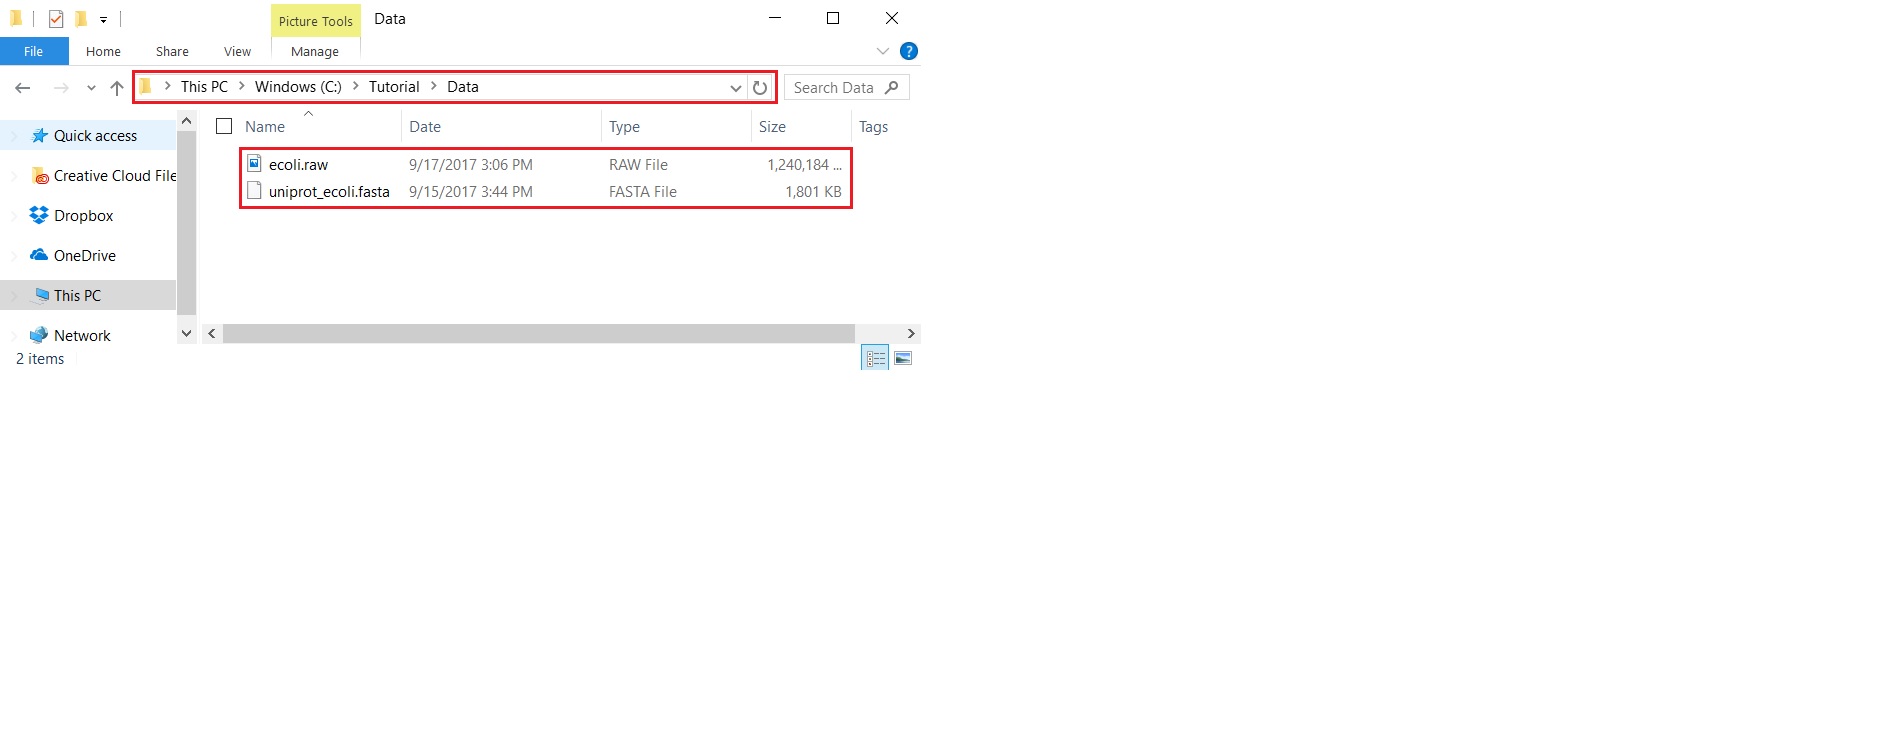 Picture Tools Data
File Home Share View Manage ?
This PC > Windows (C:) > Tutorial > Data Search Data
Name Date Type Size Tags
Quick access
ecoli.raw 9/17/2017 3:06 PM RAW File 1,240,184 ...
Creative Cloud File
uniprot_ecoli.fasta 9/15/2017 3:44 PM FASTA File 1,801 KB
Dropbox
OneDrive
This PC
Network
2 items